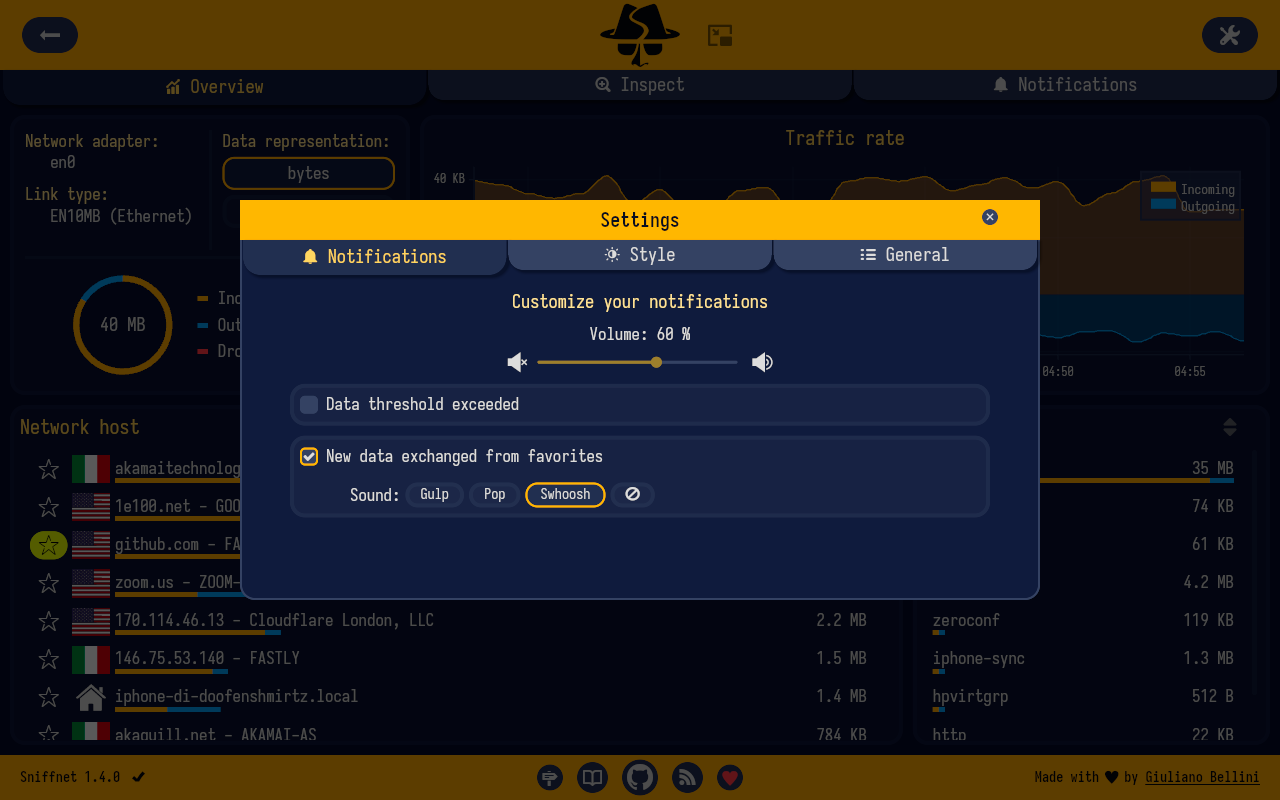 Overview
Inspect
Notifications
Network adapter:
en0
Link type:
EN10MB (Ethernet)
Data representation:
bytes
Traffic rate
40 KB
Incoming
Outgoing
Settings
Notifications
Style
General
Customize your notifications
Volume: 60 %
Data threshold exceeded
New data exchanged from favorites
Sound: Gulp Pop Swhoosh
40 MB
Inc
Out
Dro
04:50
04:55
Network host
akamaitechnolog
35 MB
1e100.net - GOO
74 KB
github.com - FA
61 KB
zoom.us - ZOOM-
4.2 MB
170.114.46.13 - Cloudflare London, LLC
2.2 MB
zeroconf
119 KB
146.75.53.140 - FASTLY
1.5 MB
iphone-sync
1.3 MB
iphone-di-doofenshmirtz.local
1.4 MB
hpvirtgrp
512 B
akaquill.net - AKAMAI-AS
784 KB
http
22 KB
Sniffnet 1.4.0
Made with ♥ by Giuliano Bellini